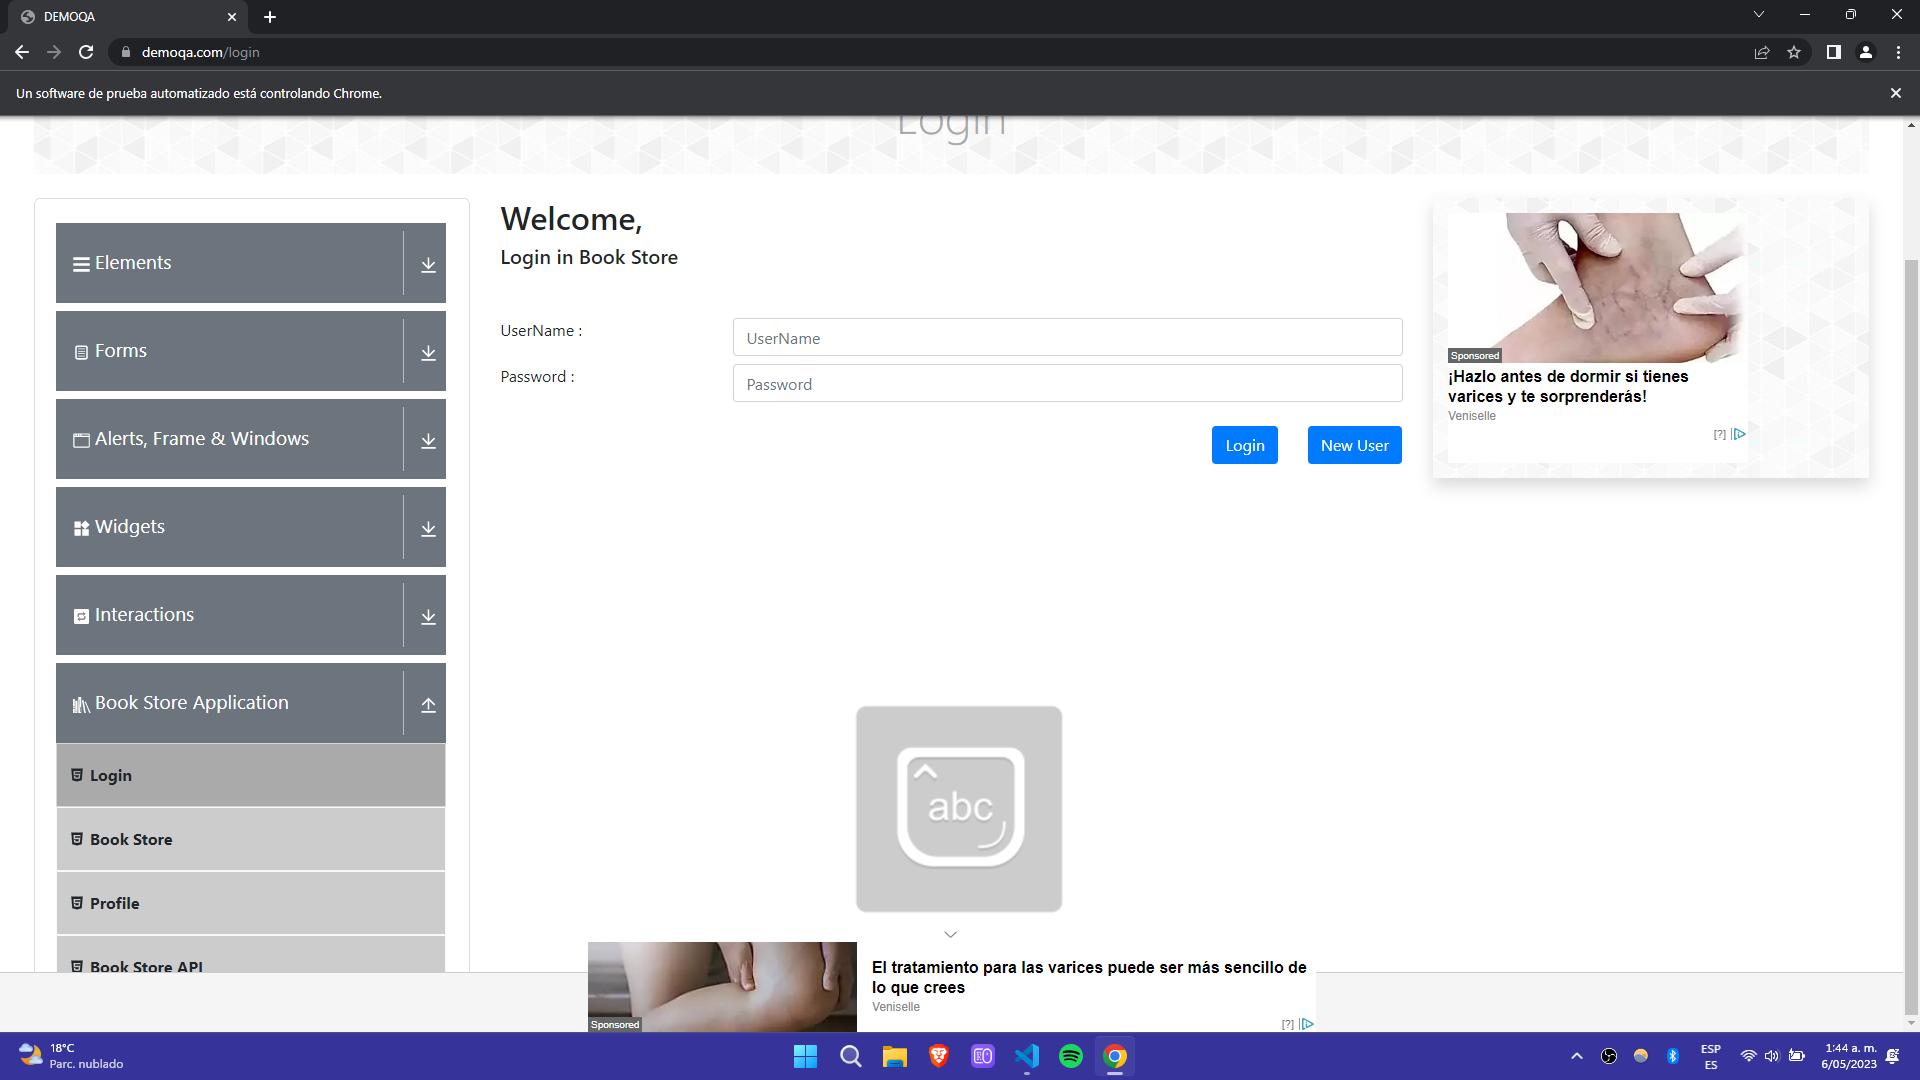 DEMOQA
demoqa.com/login
Un software de prueba automatizado está controlando Chrome.
Login
Elements
Forms
Alerts, Frame & Windows
Widgets
Interactions
Book Store Application
Login
Book Store
Profile
Book Store API
Welcome,
Login in Book Store
UserName :
UserName
Password :
Password
Login
New User
Sponsored
¡Hazlo antes de dormir si tienes
varices y te sorprenderás!
Veniselle
[?]
abc
Sponsored
El tratamiento para las varices puede ser más sencillo de
lo que crees
Veniselle
[?]
18°C
Parc. nublado
ESP
ES
1:44 a. m.
6/05/2023